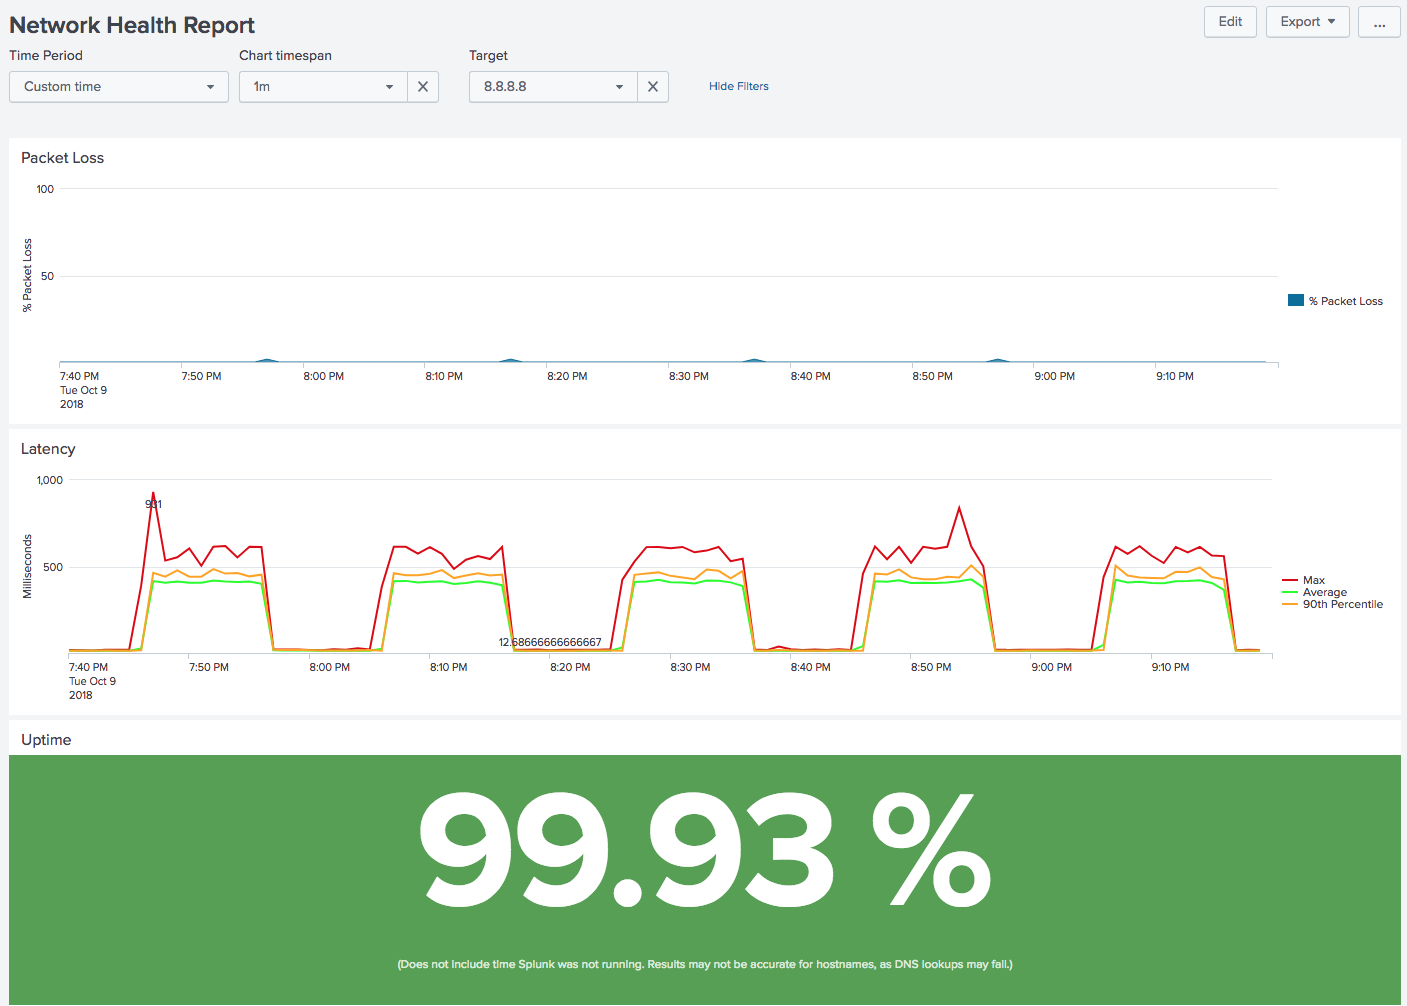 Network Health Report
Edit
Export
...
Time Period
Chart timespan
Target
Custom time
1m
8.8.8.8
Hide Filters
Packet Loss
100
50
% Packet Loss
% Packet Loss
7:40 PM 7:50 PM 8:00 PM 8:10 PM 8:20 PM 8:30 PM 8:40 PM 8:50 PM 9:00 PM 9:10 PM
Tue Oct 9
2018
Latency
1,000
931
500
Milliseconds
Max
Average
90th Percentile
12.68666666666667
7:40 PM 7:50 PM 8:00 PM 8:10 PM 8:20 PM 8:30 PM 8:40 PM 8:50 PM 9:00 PM 9:10 PM
Tue Oct 9
2018
Uptime
99.93 %
(Does not include time Splunk was not running. Results may not be accurate for hostnames, as DNS lookups may fail.)